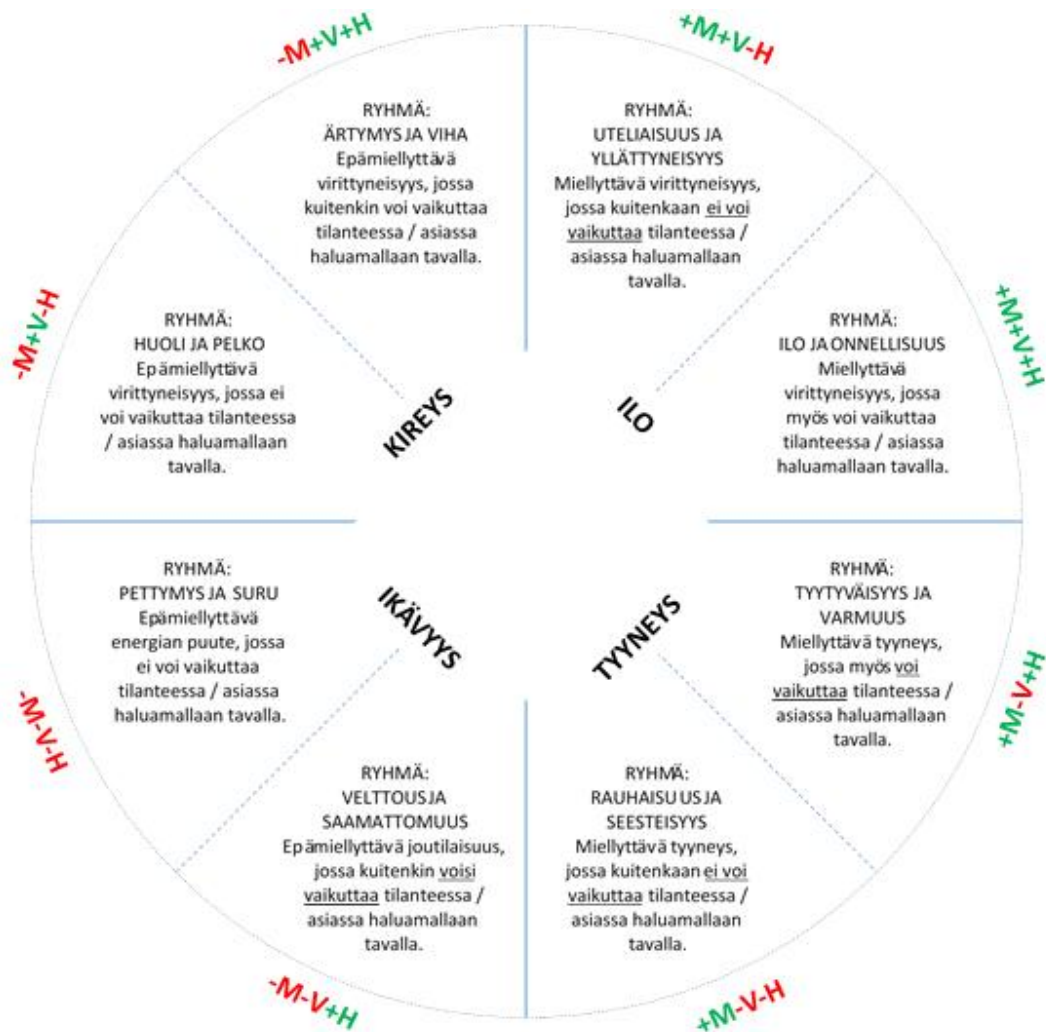 -M+V+H
+M+V-H
RYHMÄ:
ÄRTYMYS JA VIHA
Epämiellyttävä
virittyneisyys, jossa
kuitenkin voi vaikuttaa
tilanteessa / asiassa
haluamallaan tavalla.
RYHMÄ:
UTELIAISUUS JA
YLLÄTTYNEISYYS
Miellyttävä virittyneisyys,
jossa kuitenkaan ei voi
vaikuttaa tilanteessa /
asiassa haluamallaan
tavalla.
-M+V-H
+M+V+H
RYHMÄ:
HUOLI JA PELKO
Epämiellyttävä
virittyneisyys, jossa ei
voi vaikuttaa tilanteessa
/ asiassa haluamallaan
tavalla.
KIREYS
ILO
RYHMÄ:
ILO JA ONNELLISUUS
Miellyttävä
virittyneisyys, jossa
myös voi vaikuttaa
tilanteessa / asiassa
haluamallaan tavalla.
RYHMÄ:
PETTYMYS JA SURU
Epämiellyttävä
energian puute, jossa
ei voi vaikuttaa
tilanteessa / asiassa
haluamallaan tavalla.
IKÄVYYS
TYYNEYS
RYHMÄ:
TYYTYVÄISYYS JA
VARMUUS
Miellyttävä tyyneys,
jossa myös voi
vaikuttaa tilanteessa /
asiassa haluamallaan
tavalla.
-M-V-H
+M-V+H
RYHMÄ:
VELTTOUS JA
SAAMATTOMUUS
Epämiellyttävä joutilaisuus,
jossa kuitenkin voisi
vaikuttaa tilanteessa /
asiassa haluamallaan
tavalla.
RYHMÄ:
RAUHAISUUS JA
SEESTEISYYS
Miellyttävä tyyneys,
jossa kuitenkaan ei voi
vaikuttaa tilanteessa /
asiassa haluamallaan
tavalla.
-M-V+H
+M-V-H